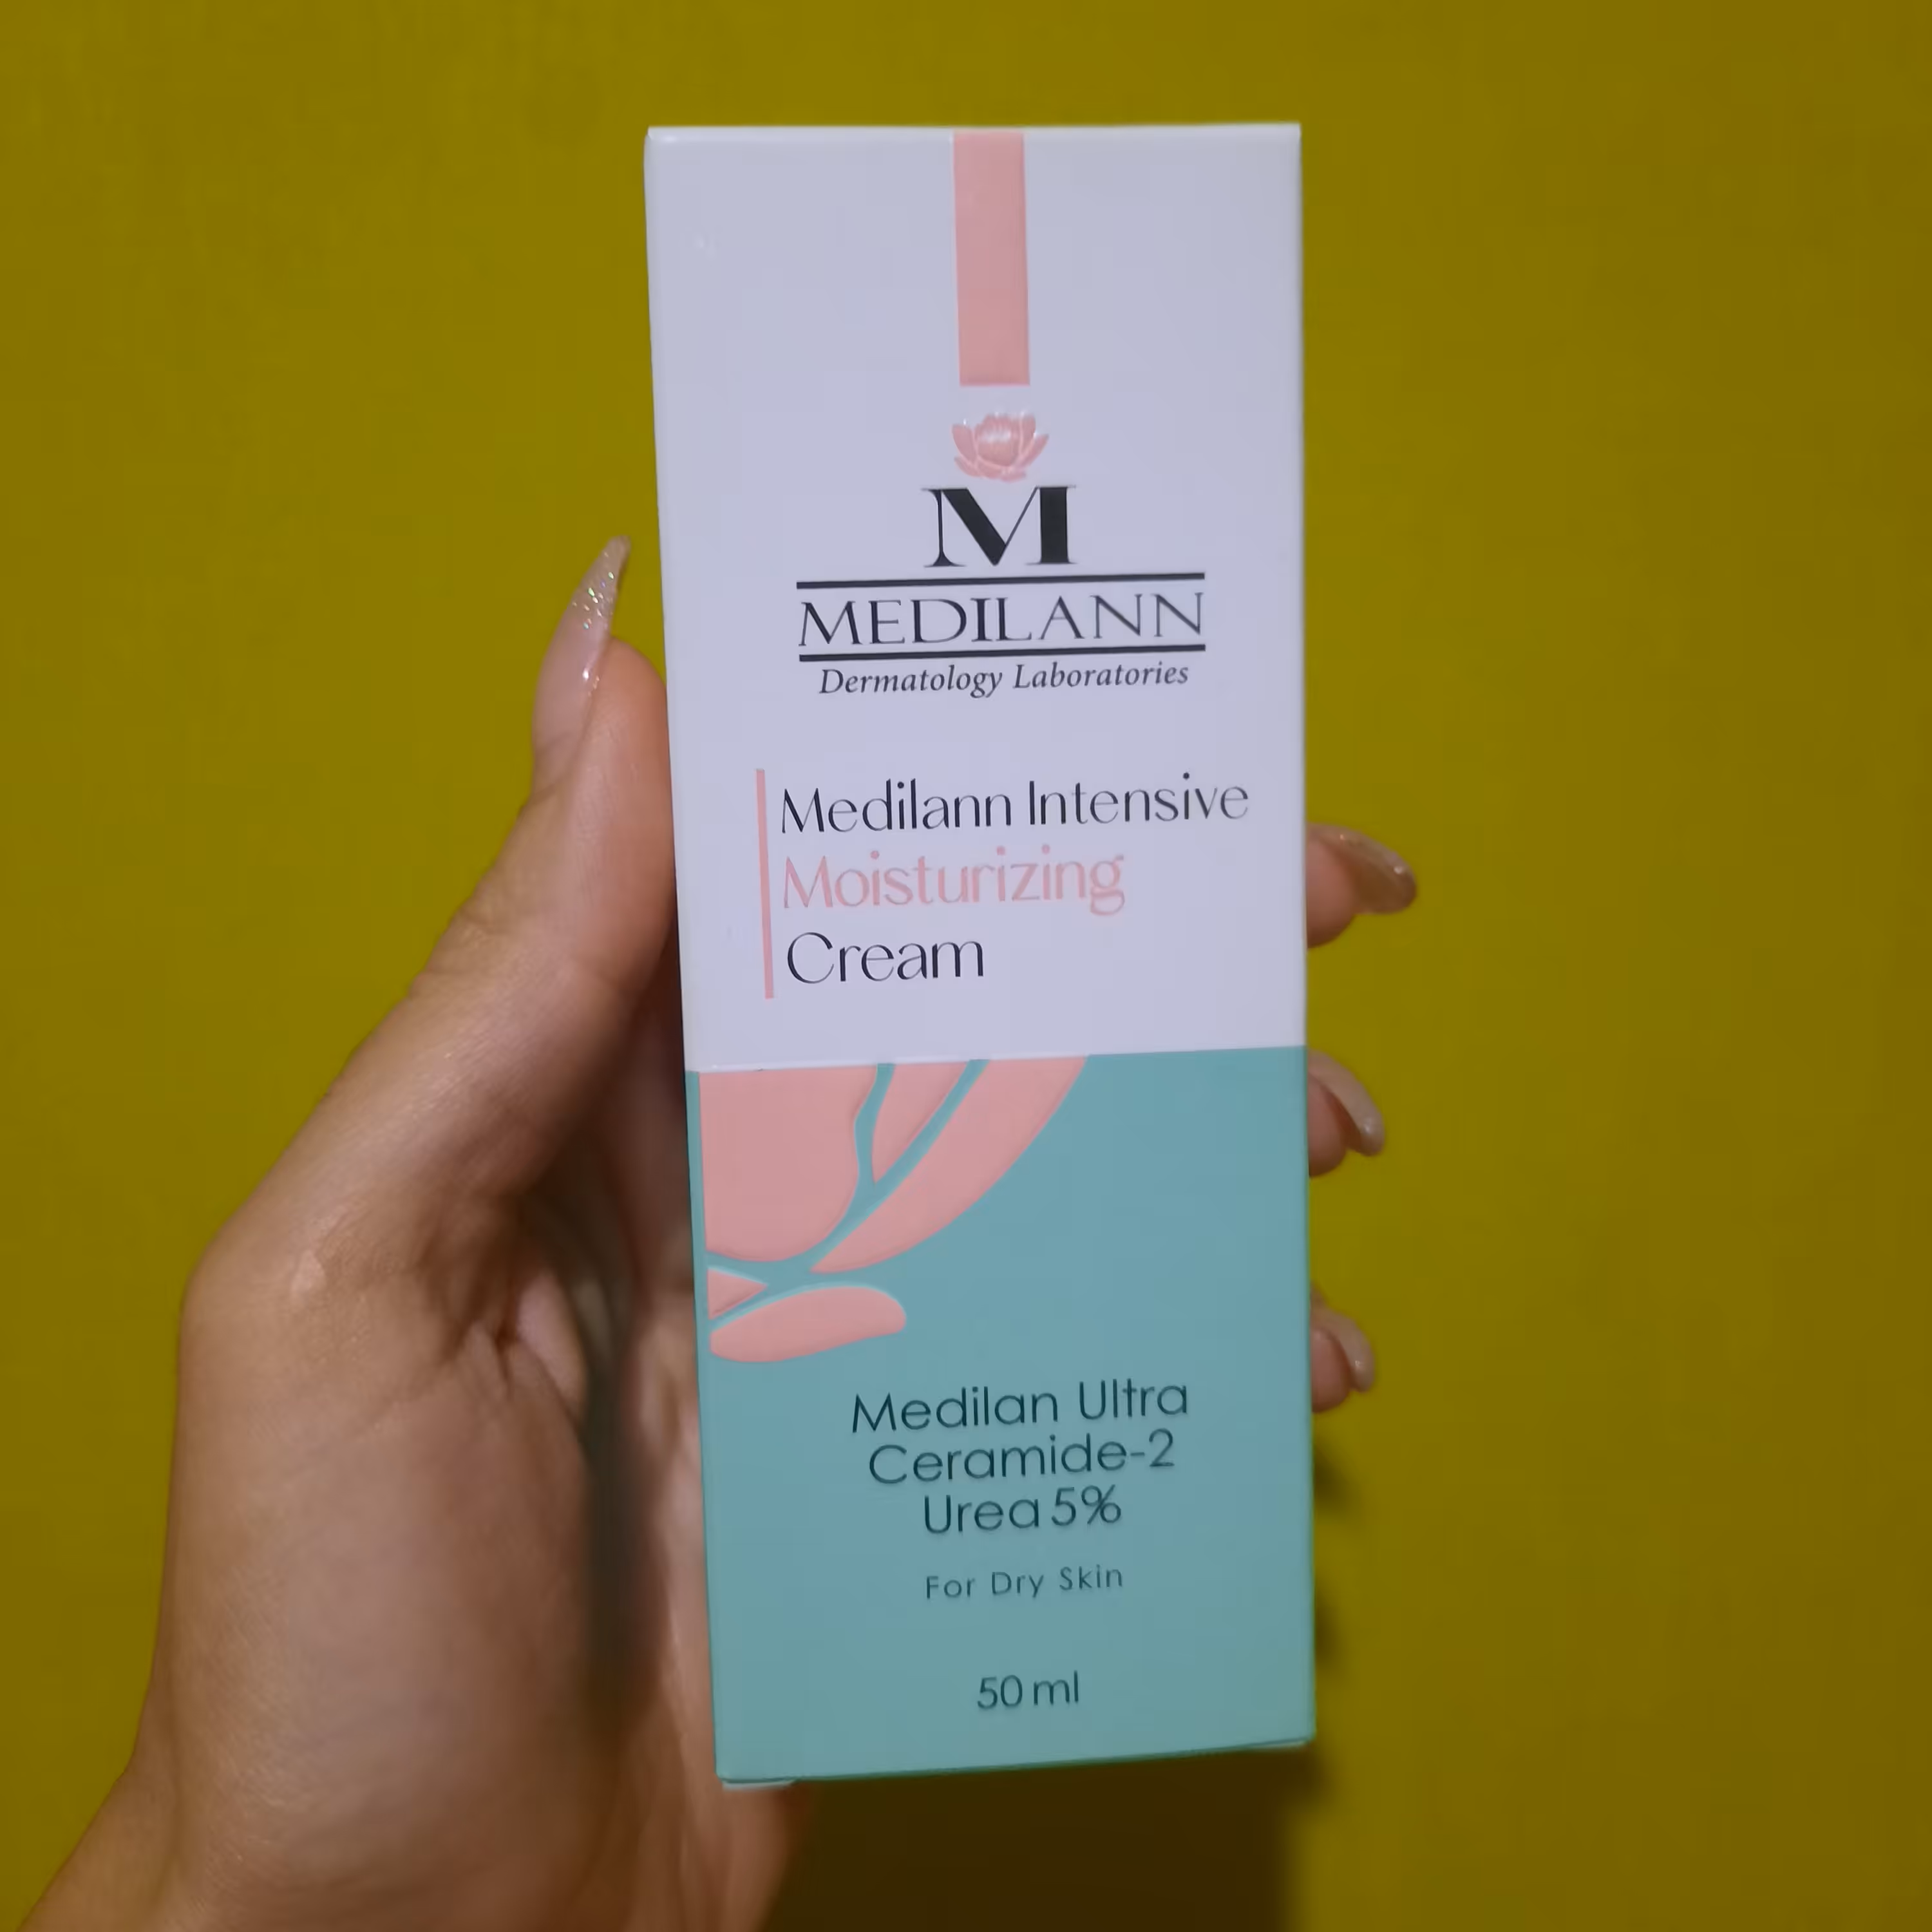 M
MEDILANN
Dermatology Laboratories
Medilann Intensive
Moisturizing
Cream
Medilan Ultra
Ceramide-2
Urea 5%
For Dry Skin
50 ml